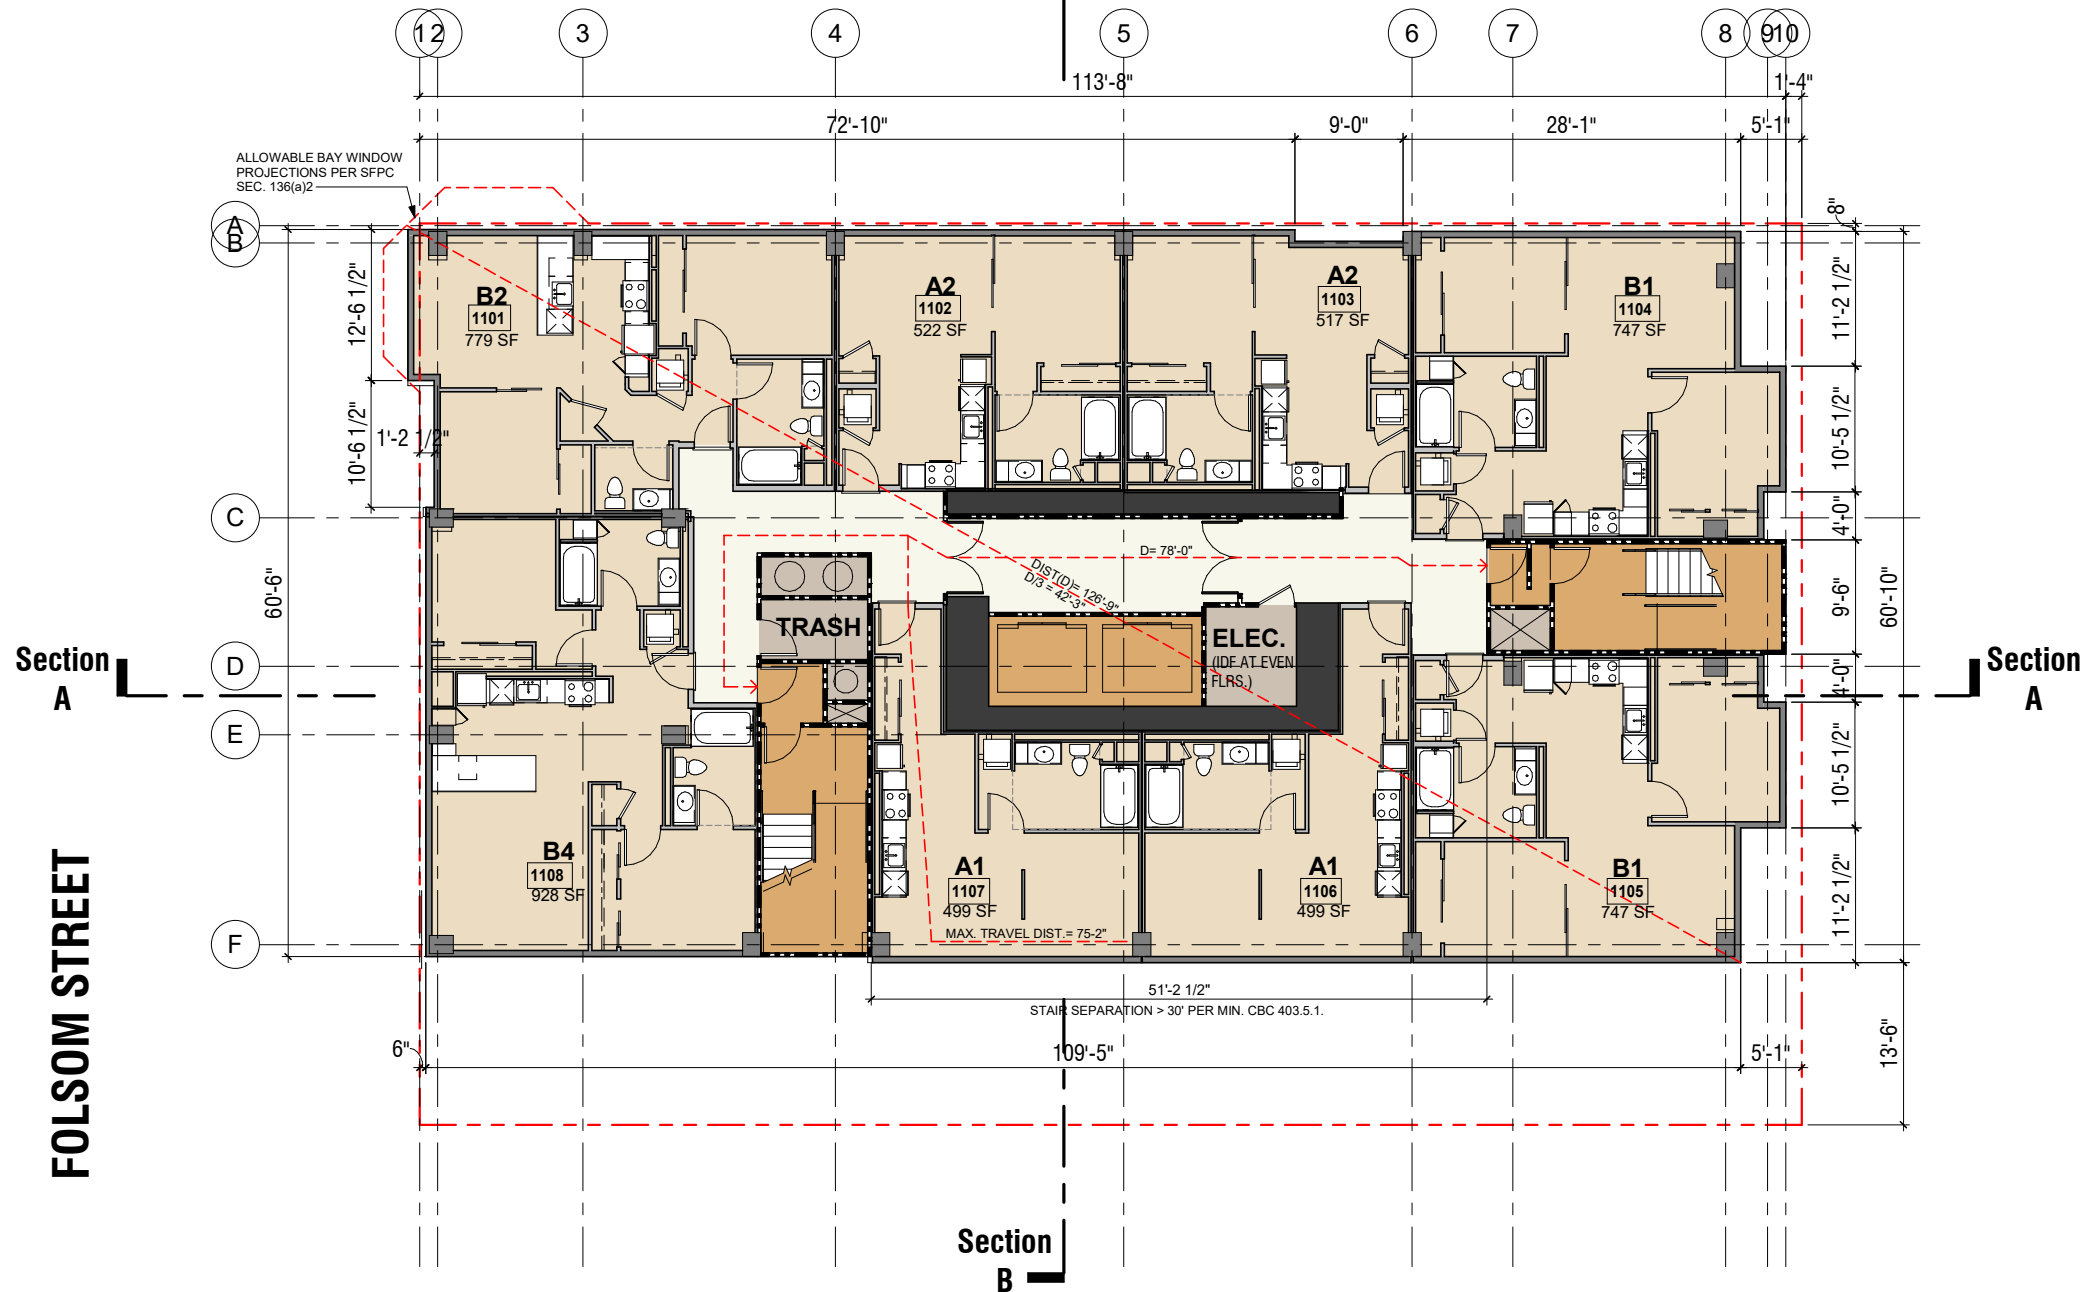 1
2
3
4
5
6
7
8
9
10
113'-8"
1'-4"
72'-10"
9'-0"
28'-1"
5'-1"
ALLOWABLE BAY WINDOW
PROJECTIONS PER SFPC
SEC. 136(a)2
A
B
C
D
E
F
8"
12'-6 1/2"
10'-6 1/2"
1'-2 1/2"
60'-6"
B2
1101
779 SF
A2
1102
522 SF
A2
1103
517 SF
B1
1104
747 SF
11'-2 1/2"
10'-5 1/2"
4'-0"
9'-6"
60'-10"
4'-0"
10'-5 1/2"
11'-2 1/2"
13'-6"
D= 78'-0"
DIST(D)= 126'-9"
D/3 = 42'-3"
TRASH
ELEC.
(IDF AT EVEN
FLRS.)
Section
A
Section
A
B4
1108
928 SF
A1
1107
499 SF
A1
1106
499 SF
B1
1105
747 SF
MAX. TRAVEL DIST.= 75-2"
51'-2 1/2"
STAIR SEPARATION > 30' PER MIN. CBC 403.5.1.
6"
109'-5"
5'-1"
FOLSOM STREET
Section
B